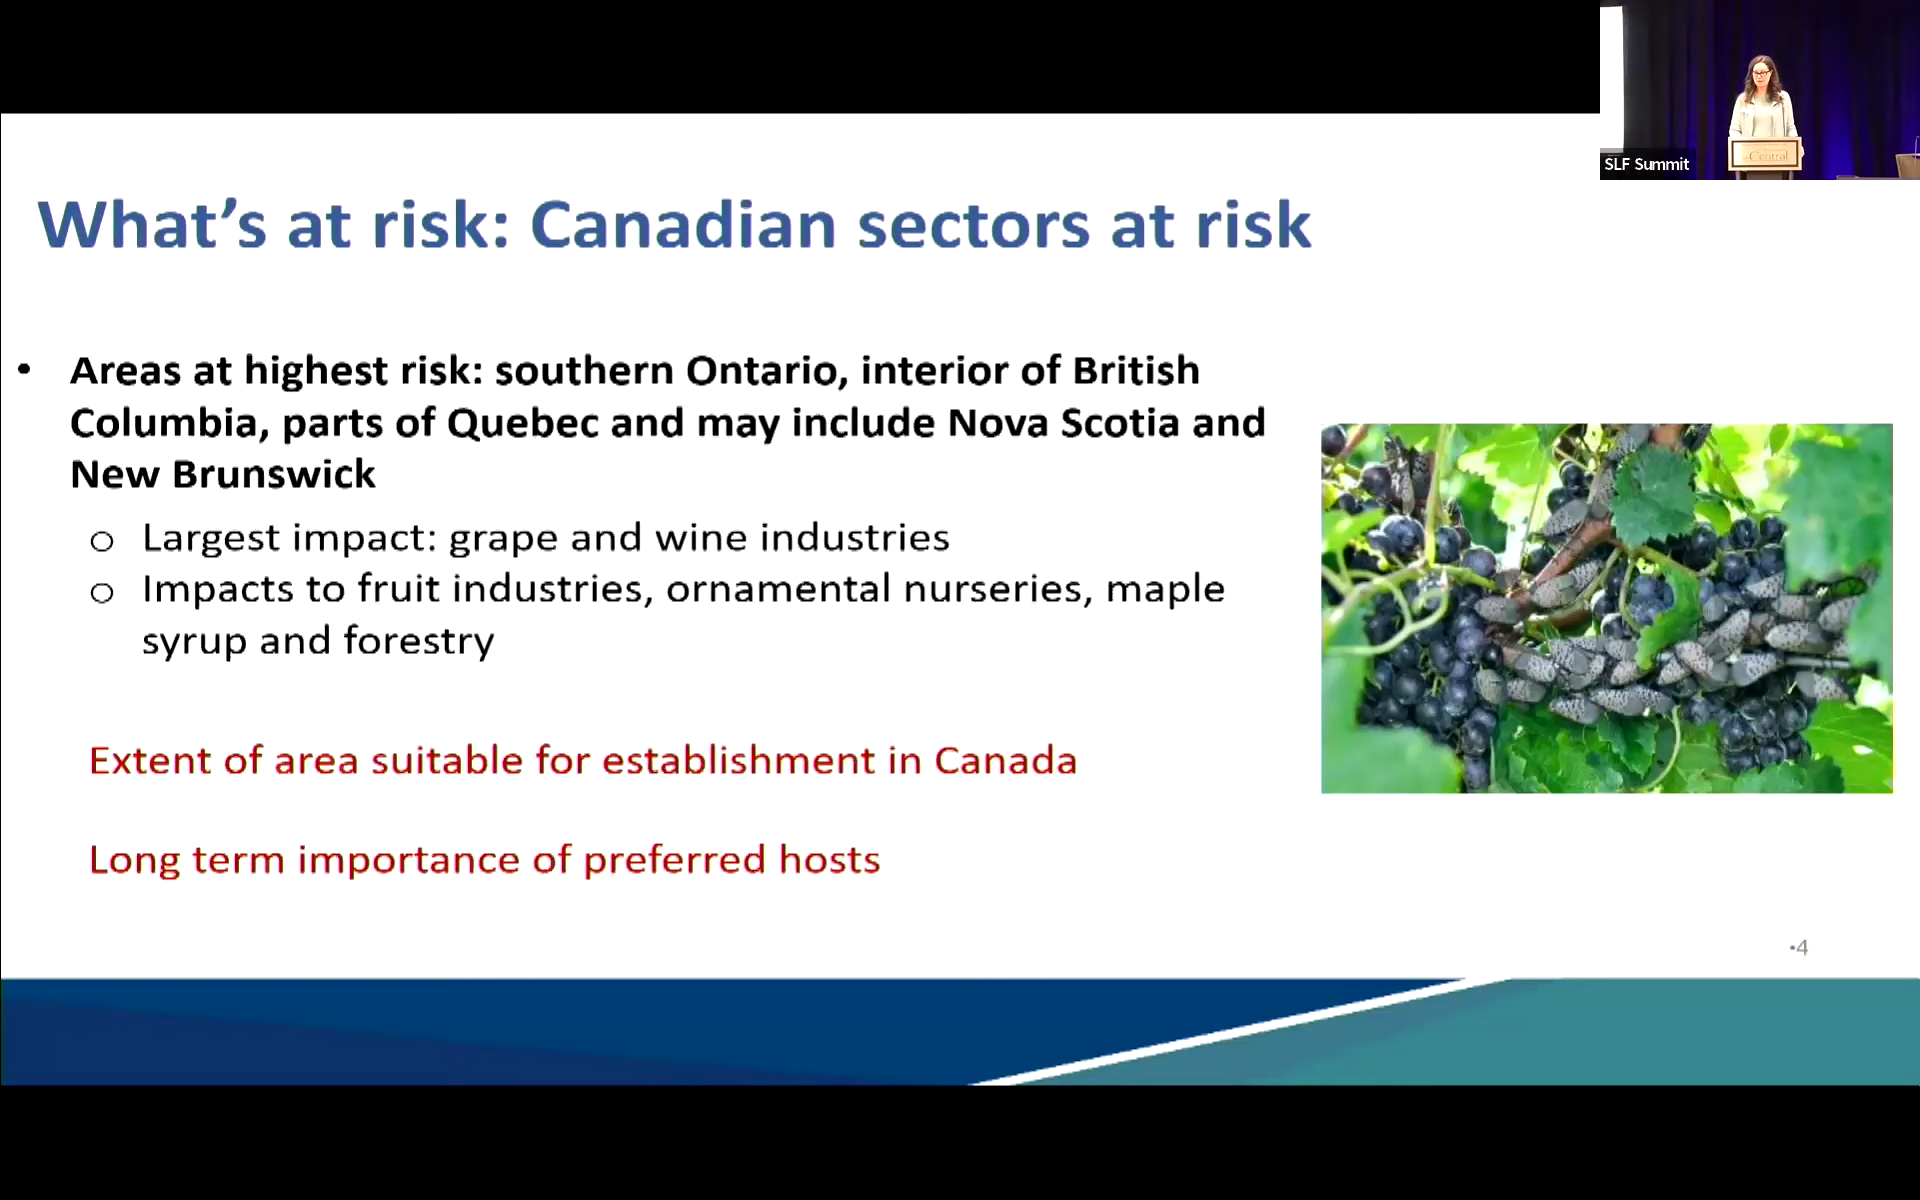 SLF Summit
Central
What's at risk: Canadian sectors at risk
• Areas at highest risk: southern Ontario, interior of British
Columbia, parts of Quebec and may include Nova Scotia and
New Brunswick
o Largest impact: grape and wine industries
o Impacts to fruit industries, ornamental nurseries, maple
syrup and forestry
Extent of area suitable for establishment in Canada
Long term importance of preferred hosts
•4